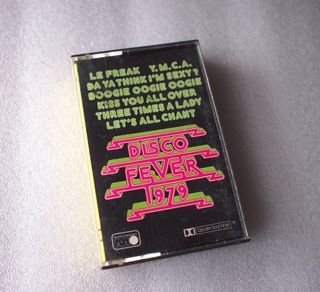 LE FREAK Y.M.C.A.
DA YA THINK I'M SEXY?
BOOGIE OOGIE OOGIE
KISS YOU ALL OVER
THREE TIMES A LADY
LET'S ALL CHANT
DISCO
FEVER
1979
DOLBY SYSTEM